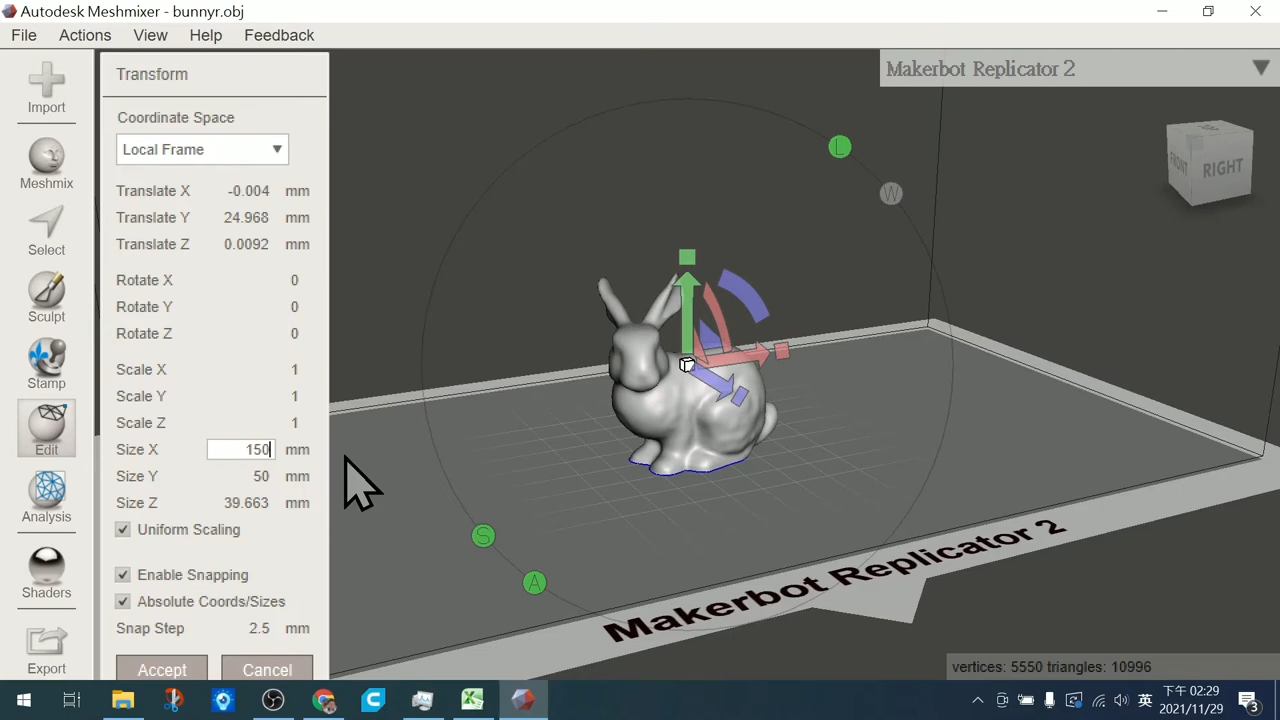 Autodesk Meshmixer - bunnyr.obj
File Actions View Help Feedback
Import
Meshmix
Select
Sculpt
Stamp
Edit
Analysis
Shaders
Export
Transform
Coordinate Space
Local Frame
Translate X -0.004 mm
Translate Y 24.968 mm
Translate Z 0.0092 mm
Rotate X 0
Rotate Y 0
Rotate Z 0
Scale X 1
Scale Y 1
Scale Z 1
Size X 150 mm
Size Y 50 mm
Size Z 39.663 mm
Uniform Scaling
Enable Snapping
Absolute Coords/Sizes
Snap Step 2.5 mm
Accept Cancel
Makerbot Replicator 2
FRONT RIGHT
L
W
S
A
Makerbot Replicator 2
vertices: 5550 triangles: 10996
英
下午 02:29
2021/11/29
3